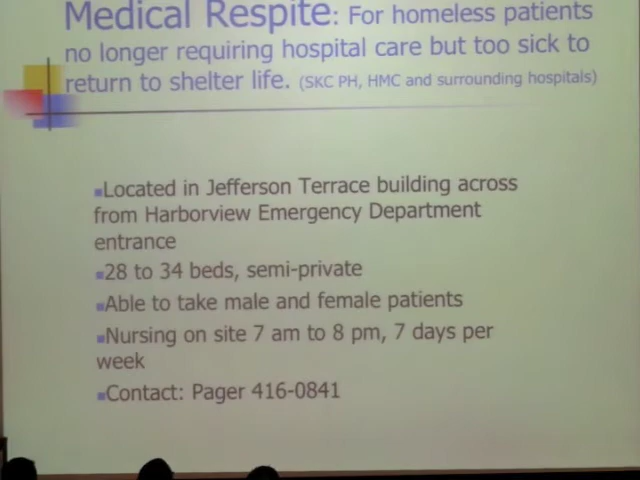 Medical Respite: For homeless patients
no longer requiring hospital care but too sick to
return to shelter life. (SKC PH, HMC and surrounding hospitals)
Located in Jefferson Terrace building across
from Harborview Emergency Department
entrance
28 to 34 beds, semi-private
Able to take male and female patients
Nursing on site 7 am to 8 pm, 7 days per
week
Contact: Pager 416-0841